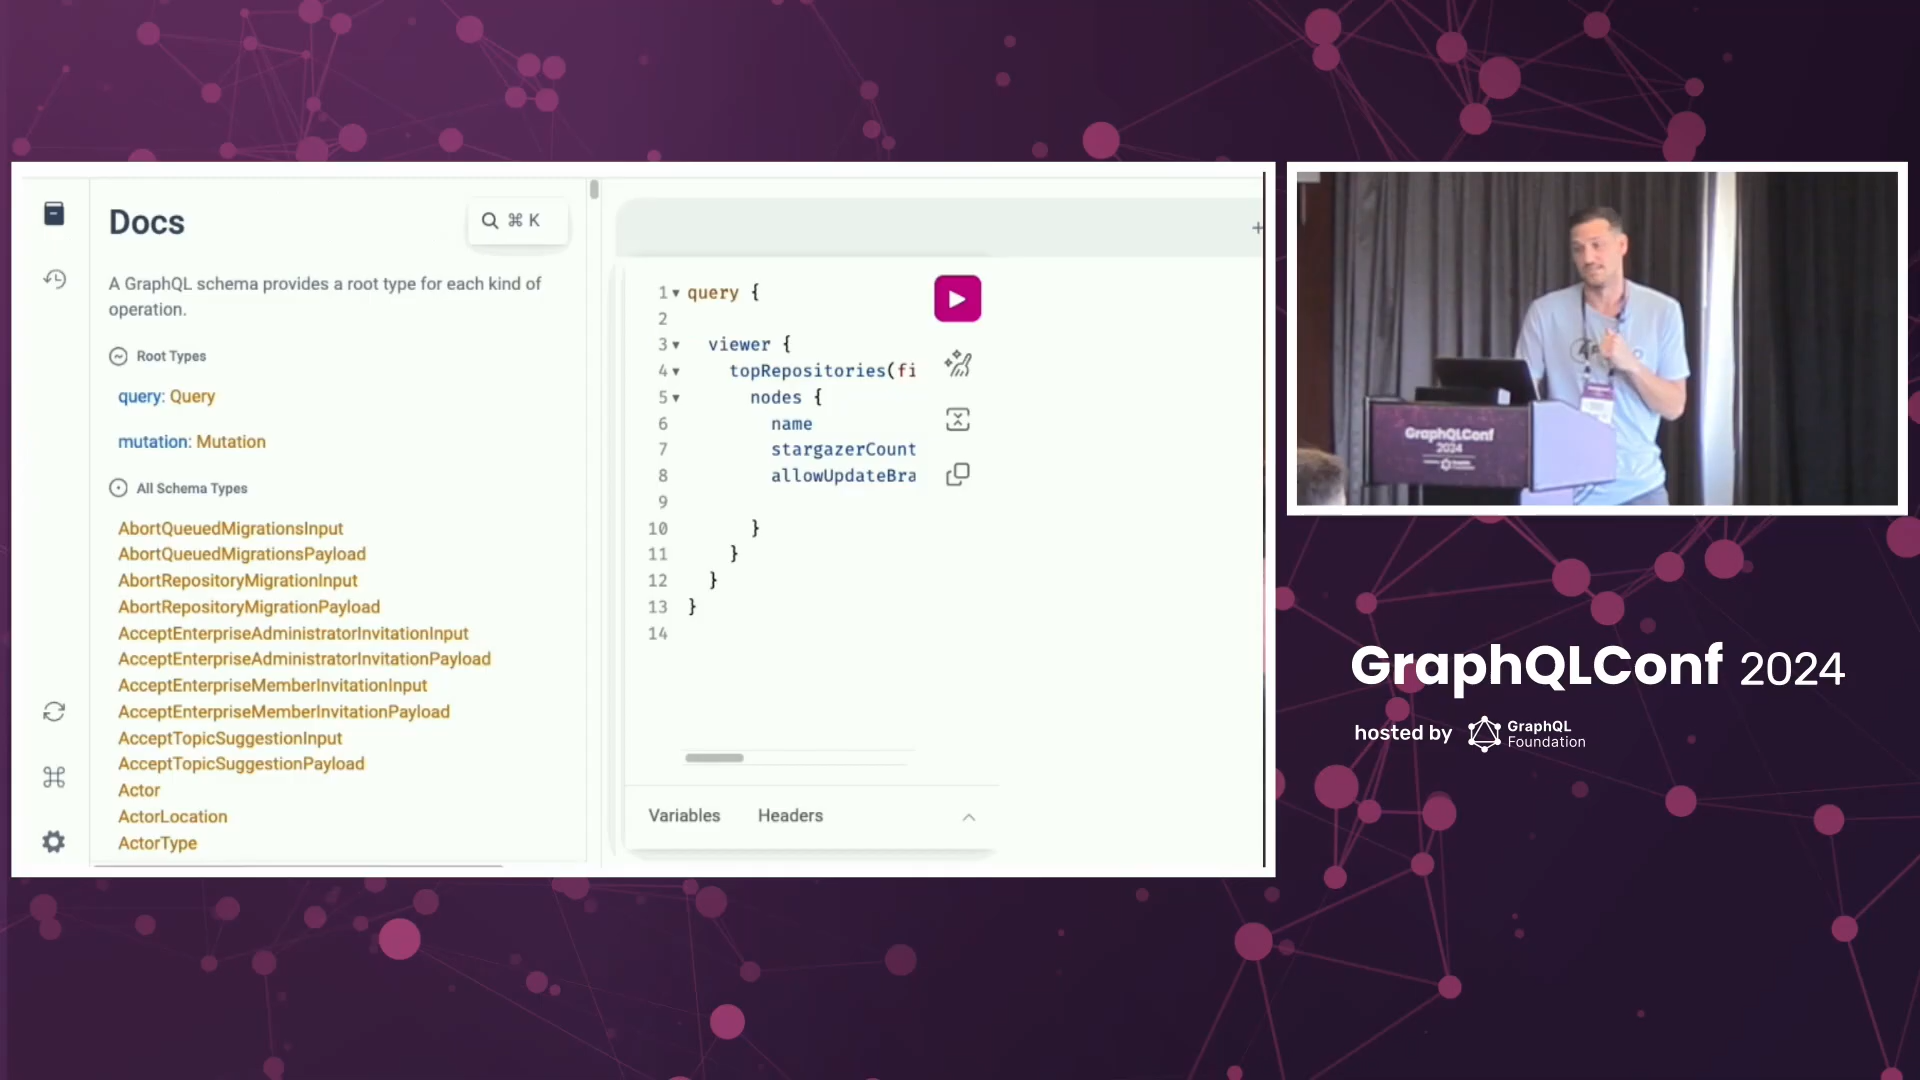 Docs
⌘ K
A GraphQL schema provides a root type for each kind of
operation.
Root Types
query: Query
mutation: Mutation
All Schema Types
AbortQueuedMigrationsInput
AbortQueuedMigrationsPayload
AbortRepositoryMigrationInput
AbortRepositoryMigrationPayload
AcceptEnterpriseAdministratorInvitationInput
AcceptEnterpriseAdministratorInvitationPayload
AcceptEnterpriseMemberInvitationInput
AcceptEnterpriseMemberInvitationPayload
AcceptTopicSuggestionInput
AcceptTopicSuggestionPayload
Actor
ActorLocation
ActorType
+
1 query {
2
3 viewer {
4 topRepositories(fi
5 nodes {
6 name
7 stargazerCount
8 allowUpdateBra
9
10 }
11 }
12 }
13 }
14
Variables Headers
GraphQLConf
2024
GraphQLConf 2024
hosted by GraphQL
Foundation